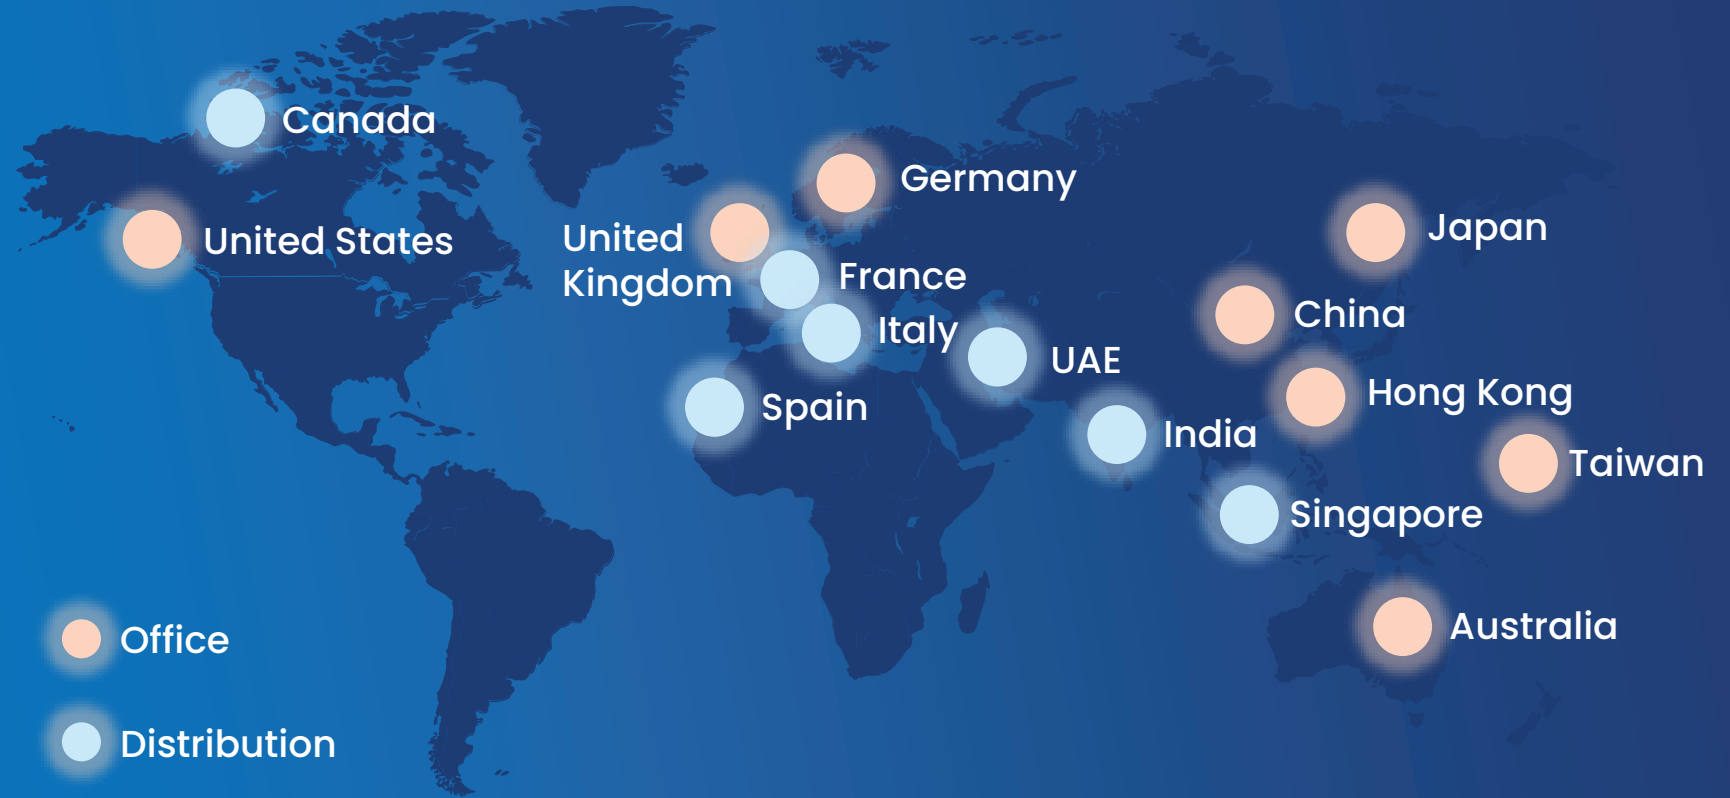 Canada
United States
Germany
United
Kingdom
France
Italy
Spain
UAE
India
Japan
China
Hong Kong
Taiwan
Singapore
Australia
Office
Distribution